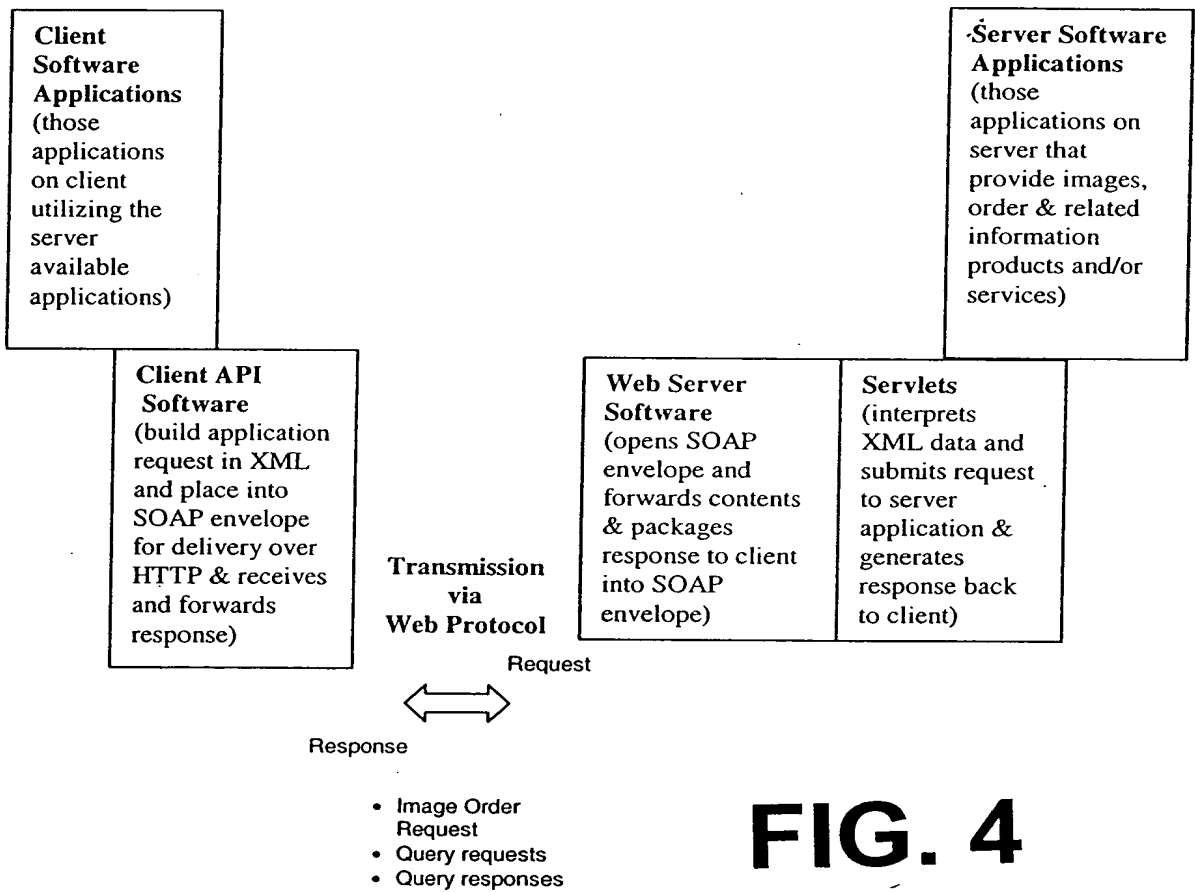 Client
Software
Applications
(those
applications
on client
utilizing the
server
available
applications)
Server Software
Applications
(those
applications on
server that
provide images,
order & related
information
products and/or
services)
Client API
Software
(build application
request in XML
and place into
SOAP envelope
for delivery over
HTTP & receives
and forwards
response)
Transmission
via
Web Protocol
Web Server
Software
(opens SOAP
envelope and
forwards contents
& packages
response to client
into SOAP
envelope)
Servlets
(interprets
XML data and
submits request
to server
application &
generates
response back
to client)
Request
Response
• Image Order
Request
• Query requests
• Query responses
FIG. 4